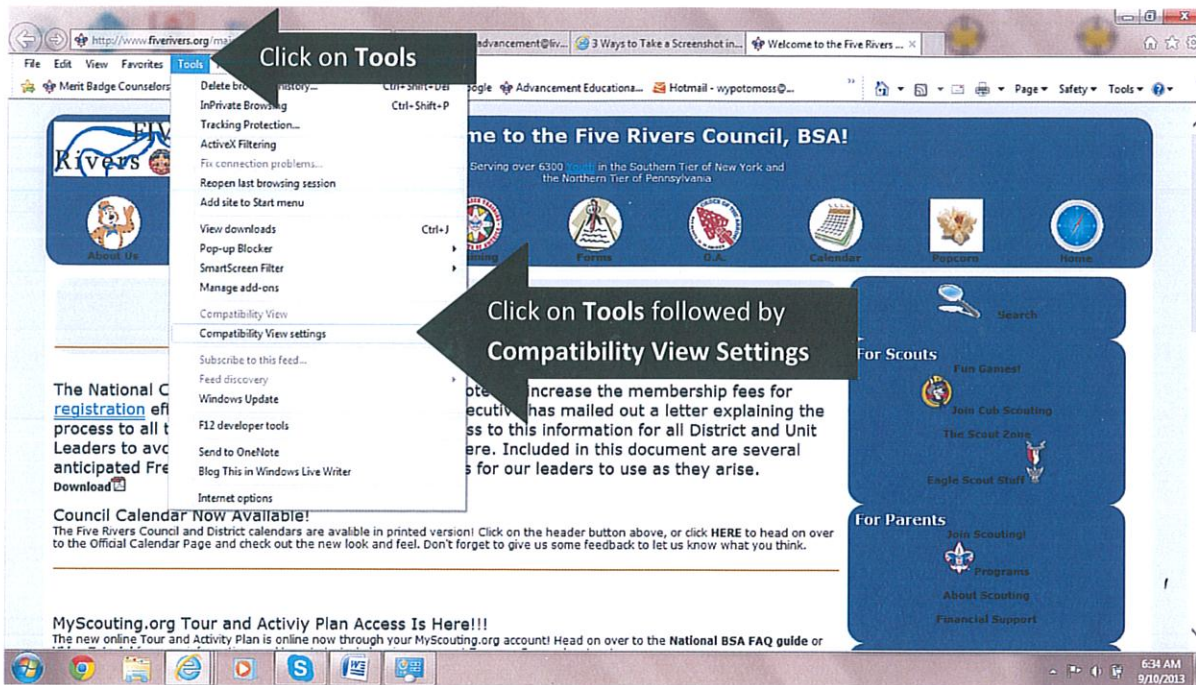 http://www.fiverivers.org/mai
advancement@liv...
3 Ways to Take a Screenshot in...
Welcome to the Five Rivers ...
Click on Tools
File Edit View Favorites Tools
Merit Badge Counselors
Advancement Educationa...
Hotmail - wypotomoss@...
Page
Safety
Tools
Delete browsing history... Ctrl+Shift+Del
InPrivate Browsing Ctrl+Shift+P
Tracking Protection...
ActiveX Filtering
Fix connection problems...
Reopen last browsing session
Add site to Start menu
View downloads Ctrl+J
Pop-up Blocker
SmartScreen Filter
Manage add-ons
Compatibility View
Compatibility View settings
Subscribe to this feed...
Feed discovery
Windows Update
F12 developer tools
Send to OneNote
Blog This in Windows Live Writer
Internet options
Click on Tools followed by
Compatibility View Settings
FIV
Rivers
me to the Five Rivers Council, BSA!
Serving over 6300 Youth in the Southern Tier of New York and
the Northern Tier of Pennsylvania
About Us
Forms
O.A.
Calendar
Popcorn
Home
Search
For Scouts
Fun Games!
Join Cub Scouting
The Scout Zone
Eagle Scout Stuff
For Parents
Join Scouting!
Programs
About Scouting
Financial Support
The National C
increase the membership fees for
registration eff
has mailed out a letter explaining the
process to all t
ss to this information for all District and Unit
Leaders to avo
ere. Included in this document are several
anticipated Fre
s for our leaders to use as they arise.
Download
Council Calendar Now Available!
The Five Rivers Council and District calendars are avalible in printed version! Click on the header button above, or click HERE to head on over
to the Official Calendar Page and check out the new look and feel. Don't forget to give us some feedback to let us know what you think.
MyScouting.org Tour and Activiy Plan Access Is Here!!!
The new online Tour and Activity Plan is online now through your MyScouting.org account! Head on over to the National BSA FAQ guide or
6:34 AM
9/10/2013